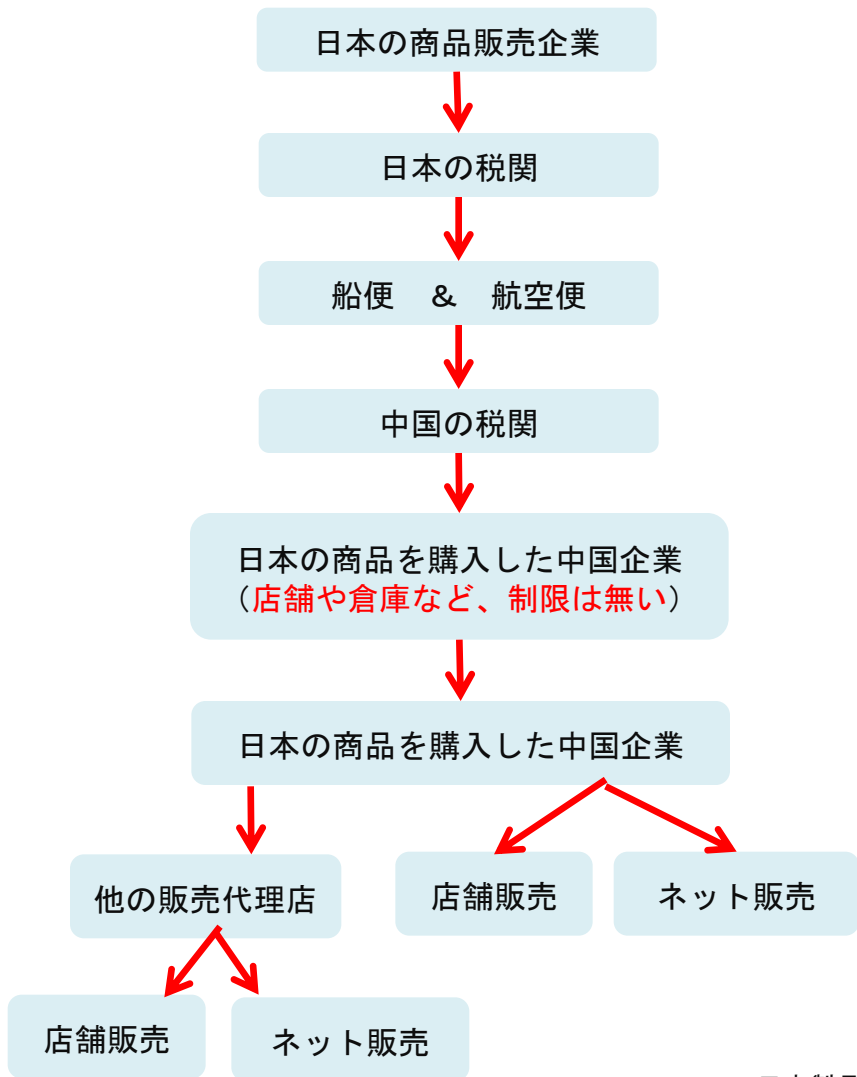 日本の商品販売企業
日本の税関
船便　&　航空便
中国の税関
日本の商品を購入した中国企業
（店舗や倉庫など、制限は無い）
日本の商品を購入した中国企業
他の販売代理店
店舗販売
ネット販売
店舗販売
ネット販売